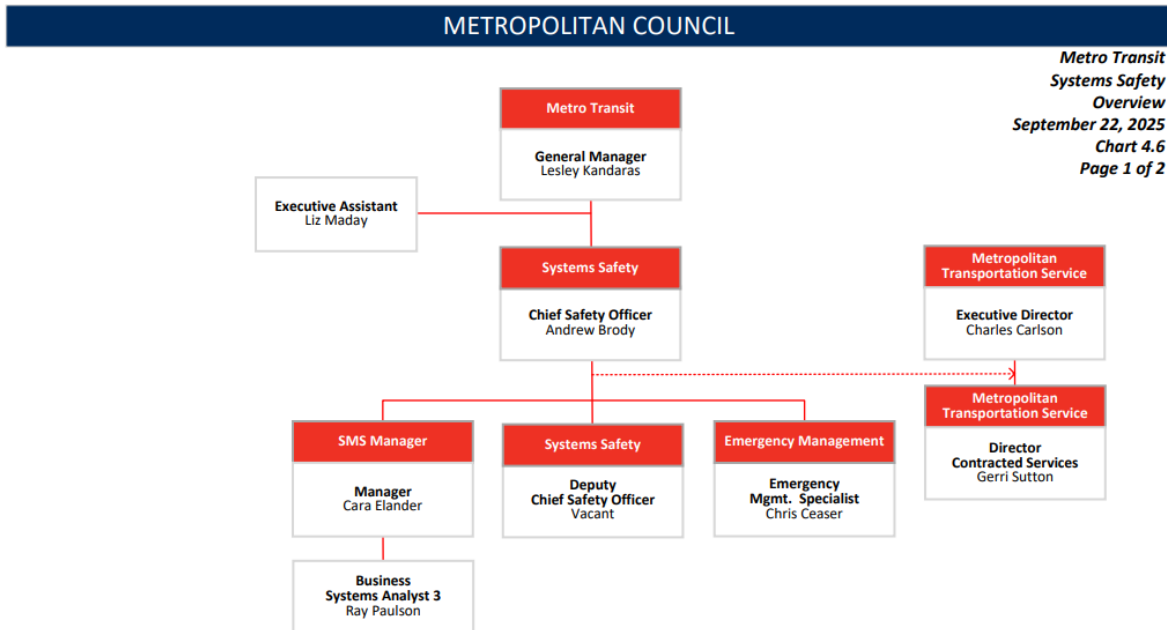 METROPOLITAN COUNCIL
Metro Transit
Systems Safety
Overview
September 22, 2025
Chart 4.6
Page 1 of 2
Metro Transit
General Manager
Lesley Kandaras
Executive Assistant
Liz Maday
Systems Safety
Chief Safety Officer
Andrew Brody
Metropolitan
Transportation Service
Executive Director
Charles Carlson
Metropolitan
Transportation Service
Director
Contracted Services
Gerri Sutton
SMS Manager
Manager
Cara Elander
Systems Safety
Deputy
Chief Safety Officer
Vacant
Emergency Management
Emergency
Mgmt. Specialist
Chris Ceaser
Business
Systems Analyst 3
Ray Paulson